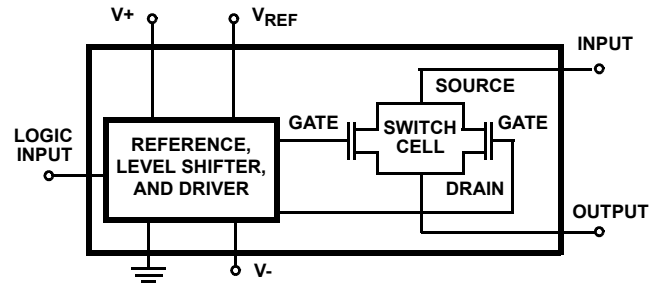 V+
VREF
INPUT
SOURCE
LOGIC
INPUT
REFERENCE,
LEVEL SHIFTER,
AND DRIVER
GATE
SWITCH
CELL
GATE
DRAIN
OUTPUT
V-